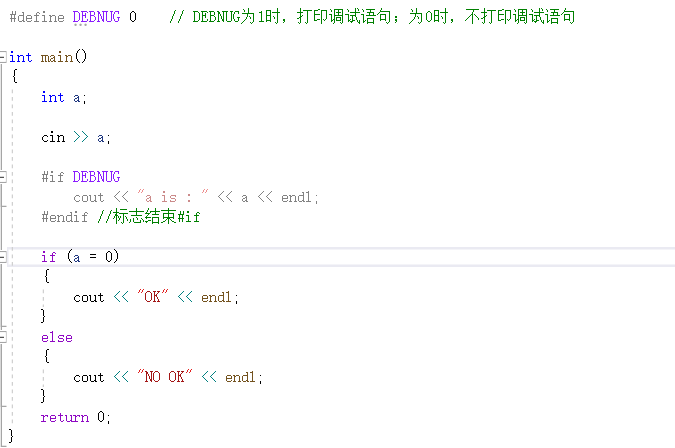 #define DEBNUG 0    // DEBNUG为1时，打印调试语句；为0时，不打印调试语句
int main()
{
    int a;
    cin >> a;
    #if DEBNUG
        cout << "a is : " << a << endl;
    #endif //标志结束#if
    if (a = 0)
    {
        cout << "OK" << endl;
    }
    else
    {
        cout << "NO OK" << endl;
    }
    return 0;
}